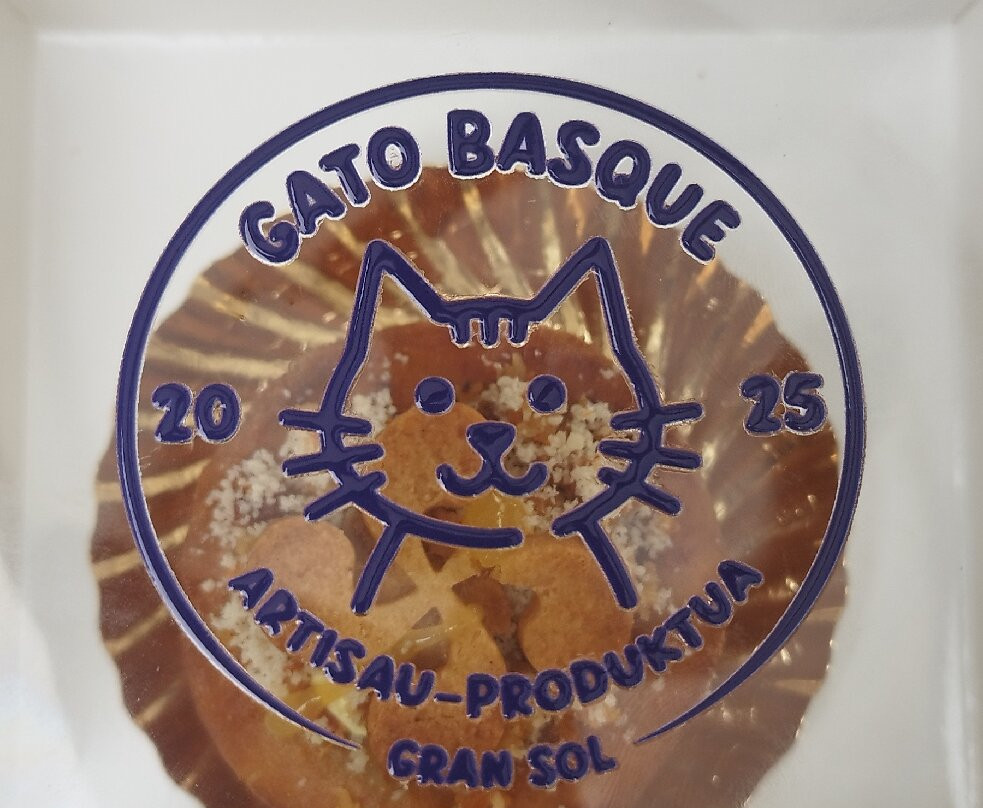 GATO BASQUE
20 25
ARTISAU-PRODUKTUA
GRAN SOL